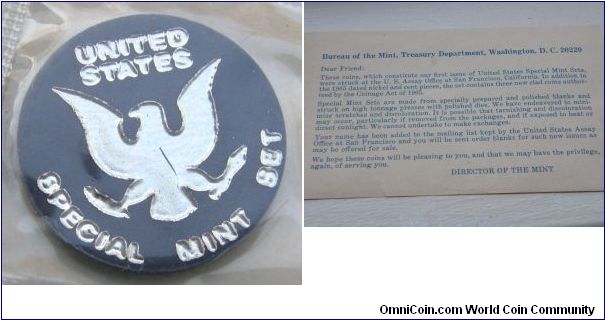 UNITED
STATES
SPECIAL MINT SET
Bureau of the Mint, Treasury Department, Washington, D. C. 20220
Dear Friend:
These coins, which constitute our first issue of United States Special Mint Sets,
were struck at the U. S. Assay Office at San Francisco, California. In addition to
the 1965 dated nickel and cent pieces, the set contains three new clad coins author-
ized by the Coinage Act of 1965.
Special Mint Sets are made from specially prepared and polished blanks and
struck on high tonnage presses with polished dies. We have endeavored to mini-
mize scratches and discoloration. It is possible that tarnishing and discoloration
may occur, particularly if removed from the packages, and if exposed to heat or
direct sunlight. We cannot undertake to make exchanges.
Your name has been added to the mailing list kept by the United States Assay
Office at San Francisco and you will be sent order blanks for such new issues as
may be offered for sale.
We hope these coins will be pleasing to you, and that we may have the privilege,
again, of serving you.
DIRECTOR OF THE MINT
OmniCoin.com World Coin Community